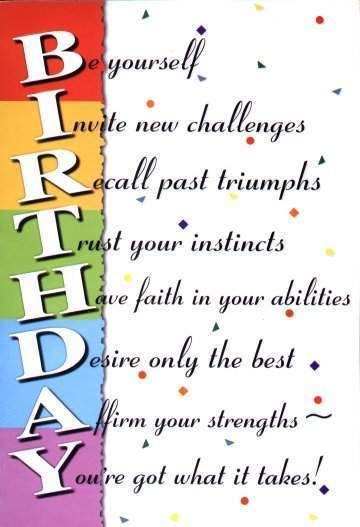 Be yourself
Invite new challenges
Recall past triumphs
Trust your instincts
Have faith in your abilities
Desire only the best
Affirm your strengths ~
You're got what it takes!